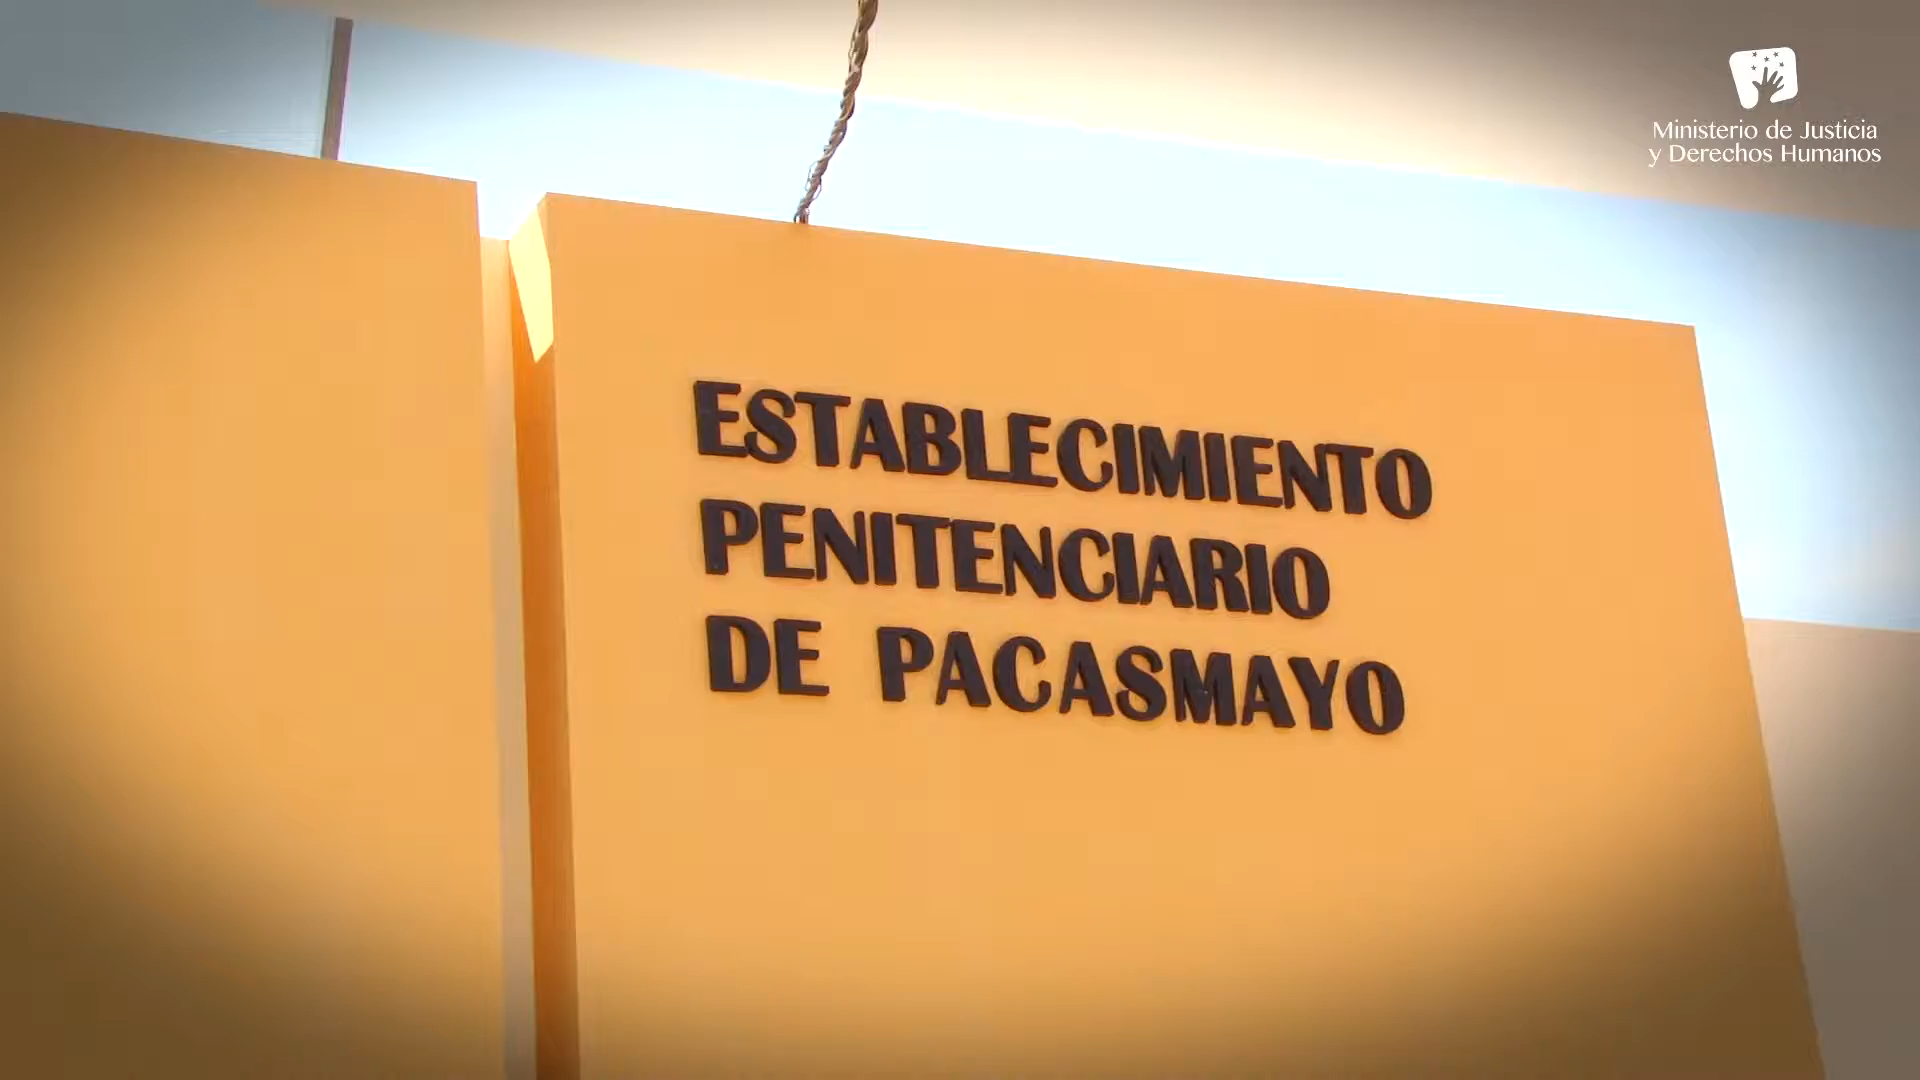 Ministerio de Justicia
y Derechos Humanos
ESTABLECIMIENTO
PENITENCIARIO
DE PACASMAYO